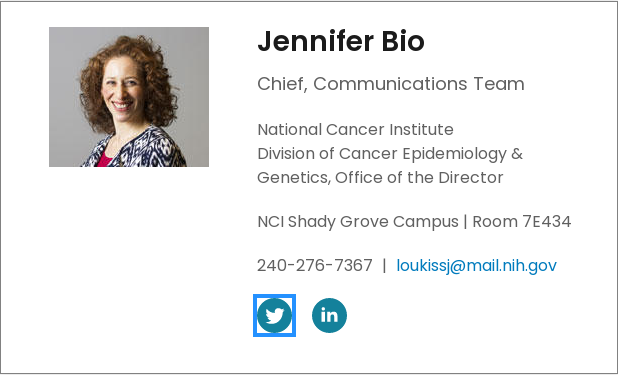 Jennifer Bio
Chief, Communications Team
National Cancer Institute
Division of Cancer Epidemiology &
Genetics, Office of the Director
NCI Shady Grove Campus | Room 7E434
240-276-7367 | loukissj@mail.nih.gov
in